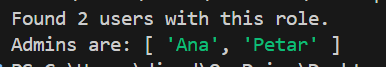 Found 2 users with this role.
Admins are: [ 'Ana', 'Petar' ]